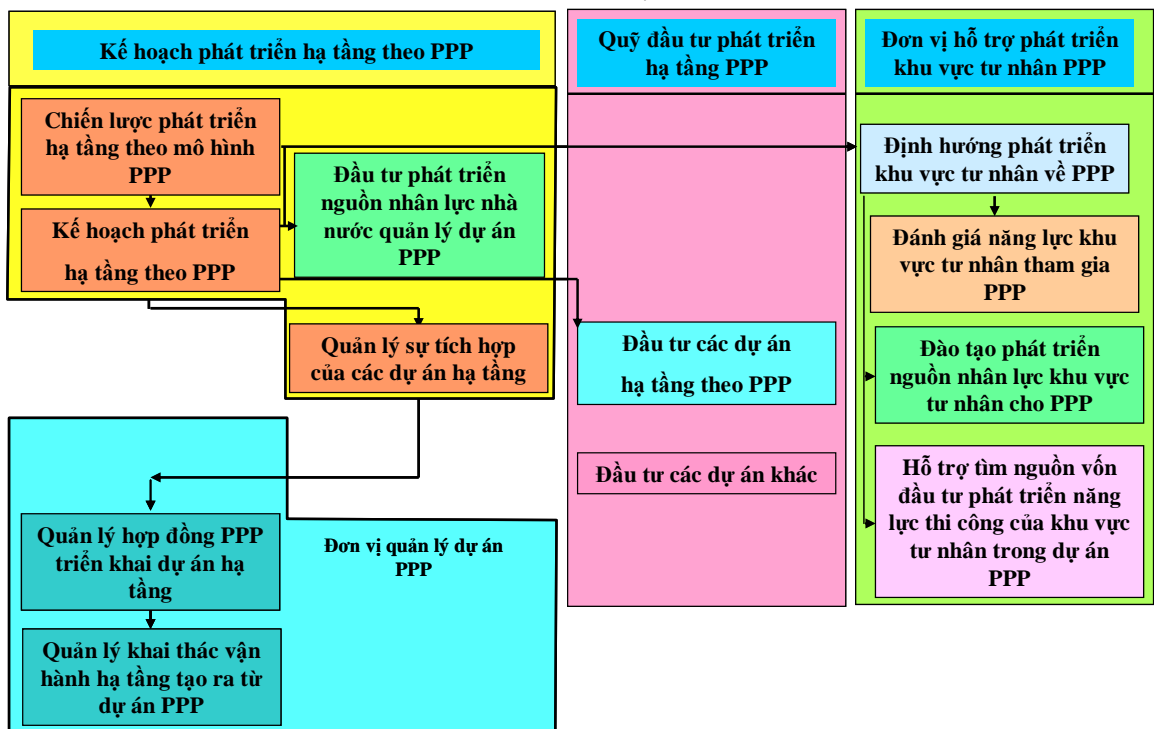 Kế hoạch phát triển hạ tầng theo PPP
Quỹ đầu tư phát triển
hạ tầng PPP
Đơn vị hỗ trợ phát triển
khu vực tư nhân PPP
Chiến lược phát triển
hạ tầng theo mô hình
PPP
Kế hoạch phát triển
hạ tầng theo PPP
Đầu tư phát triển
nguồn nhân lực nhà
nước quản lý dự án
PPP
Quản lý sự tích hợp
của các dự án hạ tầng
Đầu tư các dự án
hạ tầng theo PPP
Đầu tư các dự án khác
Định hướng phát triển
khu vực tư nhân về PPP
Đánh giá năng lực khu
vực tư nhân tham gia
PPP
Đào tạo phát triển
nguồn nhân lực khu vực
tư nhân cho PPP
Hỗ trợ tìm nguồn vốn
đầu tư phát triển năng
lực thi công của khu vực
tư nhân trong dự án
PPP
Quản lý hợp đồng PPP
triển khai dự án hạ
tầng
Đơn vị quản lý dự án
PPP
Quản lý khai thác vận
hành hạ tầng tạo ra từ
dự án PPP